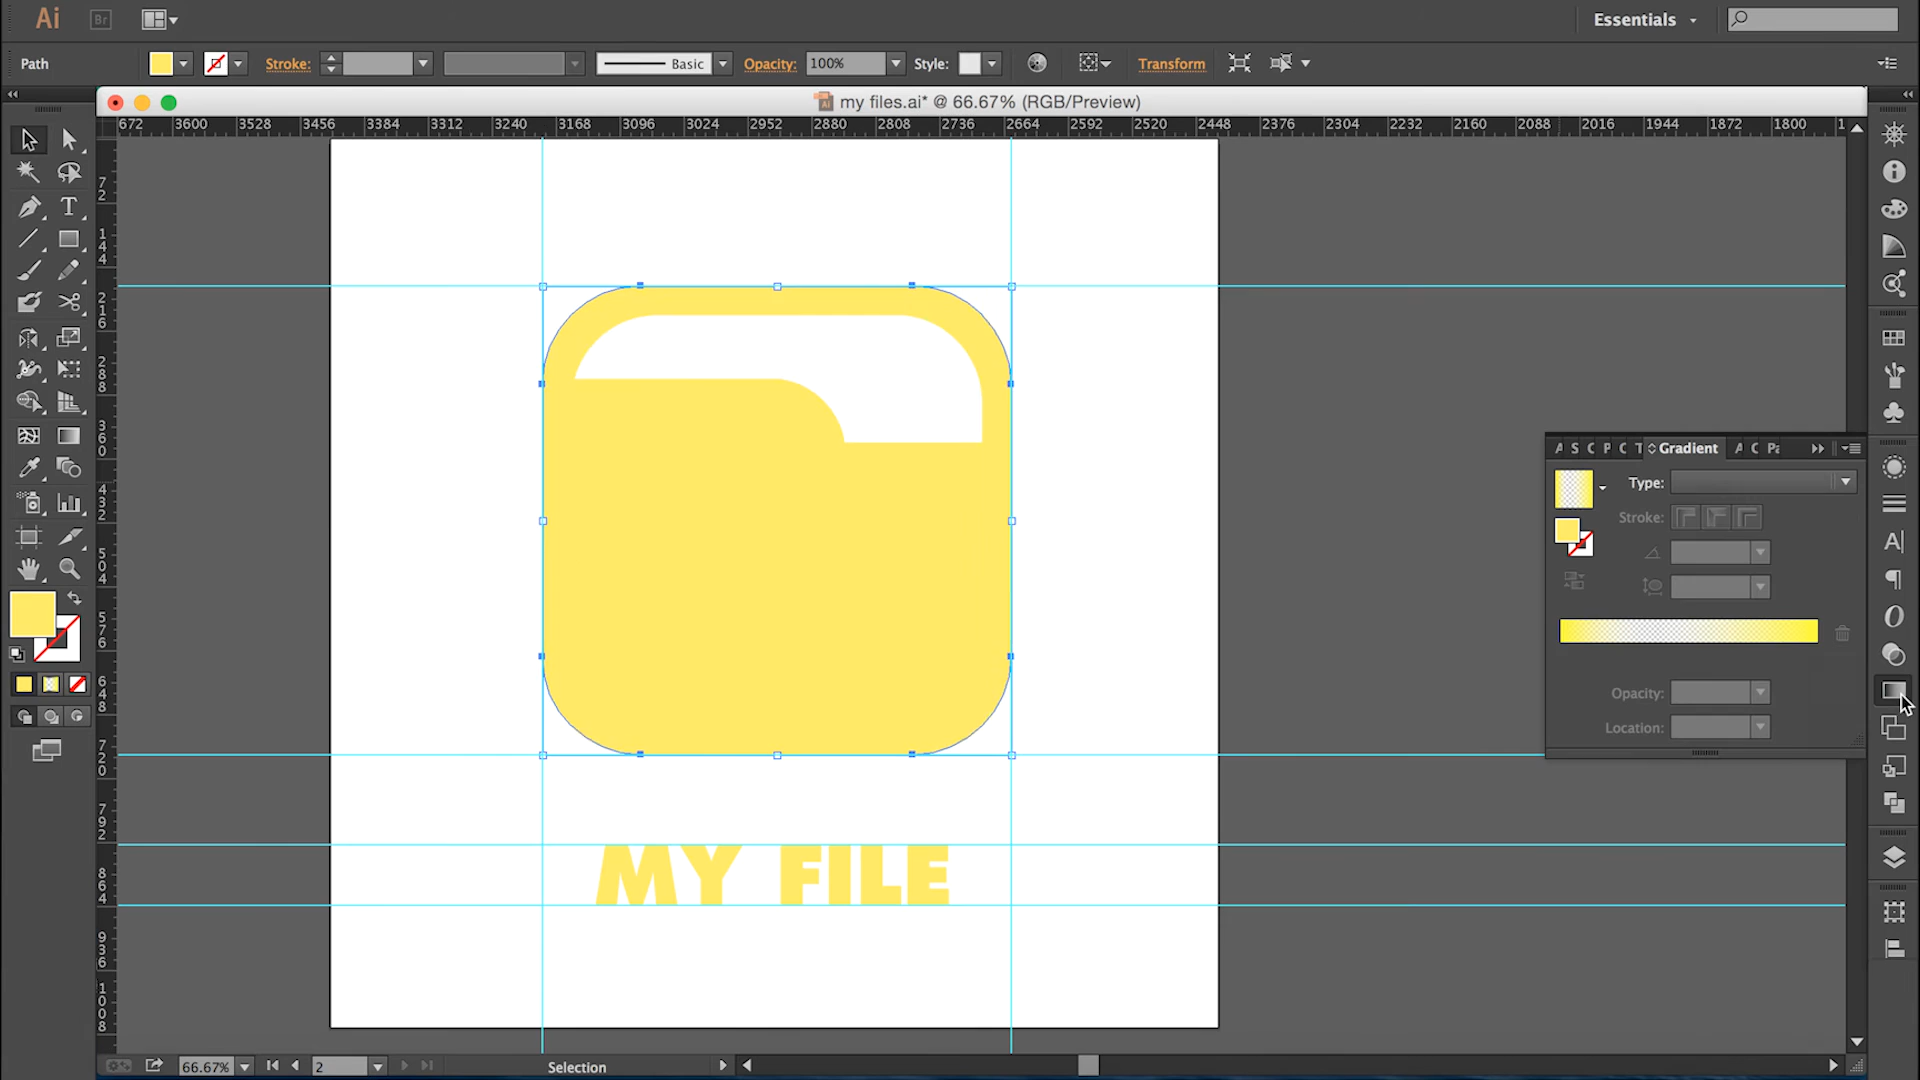 Ai Br Essentials
Path Stroke: Basic Opacity: 100% Style: Transform
my files.ai* @ 66.67% (RGB/Preview)
672 3600 3528 3456 3384 3312 3240 3168 3096 3024 2952 2880 2808 2736 2664 2592 2520 2448 2376 2304 2232 2160 2088 2016 1944 1872 1800 1
72
144
216
288
360
432
504
576
648
720
792
864
936
1008
A S C P C T Gradient A C Pa
Type:
Stroke:
Opacity:
Location:
MY FILE
66.67% 2 Selection